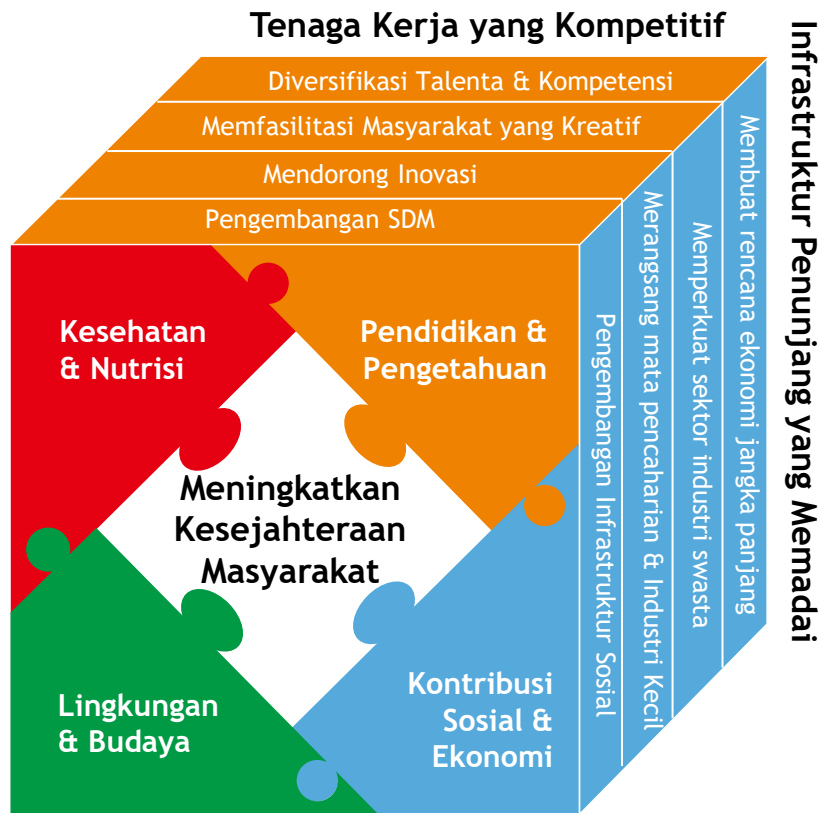 Tenaga Kerja yang Kompetitif
Diversifikasi Talenta & Kompetensi
Memfasilitasi Masyarakat yang Kreatif
Mendorong Inovasi
Pengembangan SDM
Kesehatan
& Nutrisi
Pendidikan &
Pengetahuan
Meningkatkan
Kesejahteraan
Masyarakat
Lingkungan
& Budaya
Kontribusi
Sosial &
Ekonomi
Pengembangan Infrastruktur Sosial
Merangsang mata pencaharian & Industri Kecil
Memperkuat sektor industri swasta
Membuat rencana ekonomi jangka panjang
Infrastruktur Penunjang yang Memadai